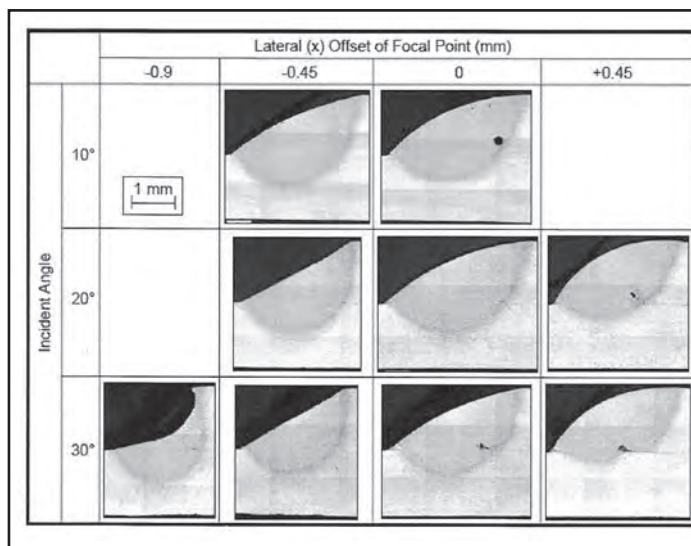 Lateral (x) Offset of Focal Point (mm)
-0.9 -0.45 0 +0.45
Incident Angle
10°
1 mm
20°
30°